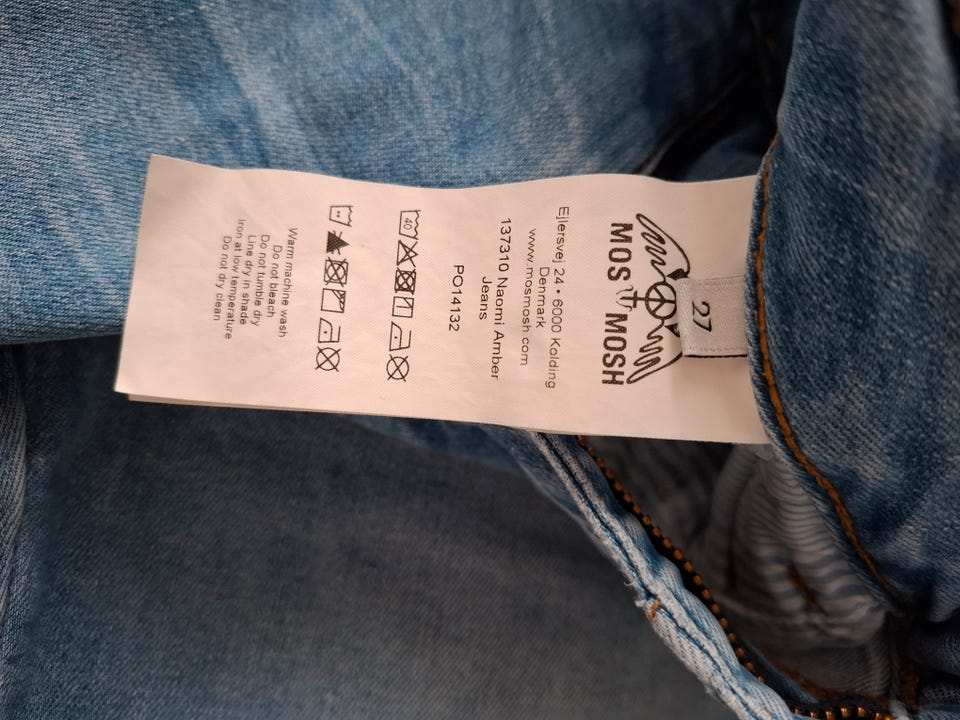 27
MOS MOSH
Ejlersvej 24 • 6000 Kolding
Denmark
www.mosmosh.com
137310 Naomi Amber
Jeans
PO14132
40
Warm machine wash
Do not bleach
Do not tumble dry
Line dry in shade
Iron at low temperature
Do not dry clean